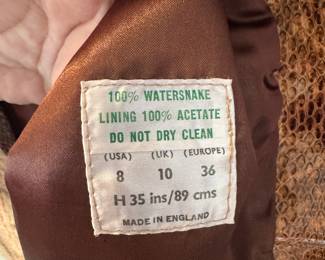 100% WATERSNAKE
LINING 100% ACETATE
DO NOT DRY CLEAN
(USA) (UK) (EUROPE)
8 10 36
H 35 ins/89 cms
MADE IN ENGLAND